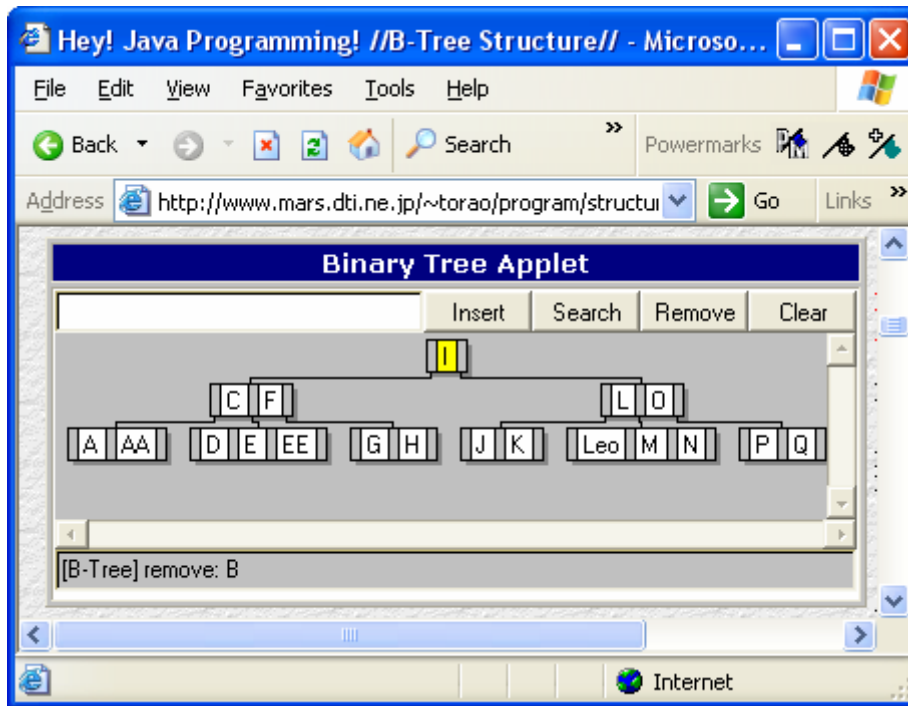 Hey! Java Programming! //B-Tree Structure// - Microso...
File Edit View Favorites Tools Help
Back Search » Powermarks
Address http://www.mars.dti.ne.jp/~torao/program/structu Go Links »
Binary Tree Applet
Insert Search Remove Clear
I
C F L O
A AA D E EE G H J K Leo M N P Q
[B-Tree] remove: B
Internet